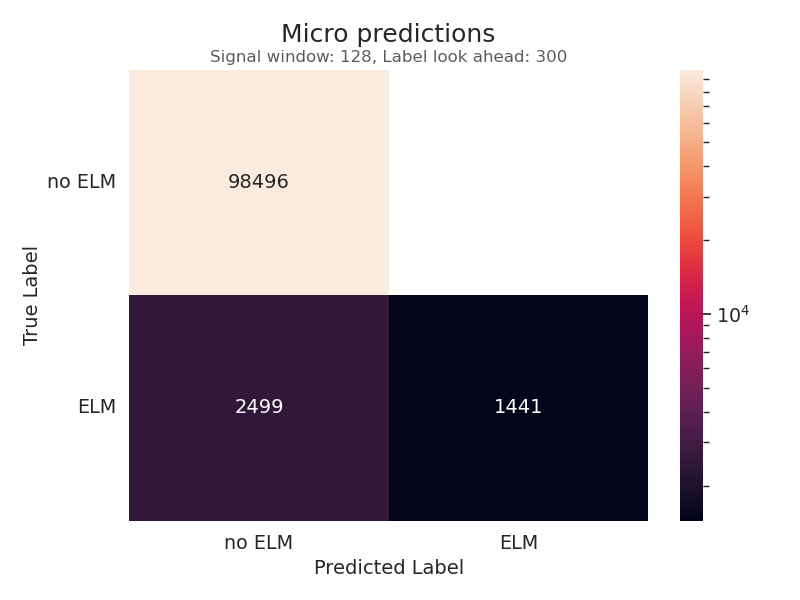 Micro predictions
Signal window: 128, Label look ahead: 300
no ELM
98496
True Label
10^4
ELM
2499
1441
no ELM
ELM
Predicted Label